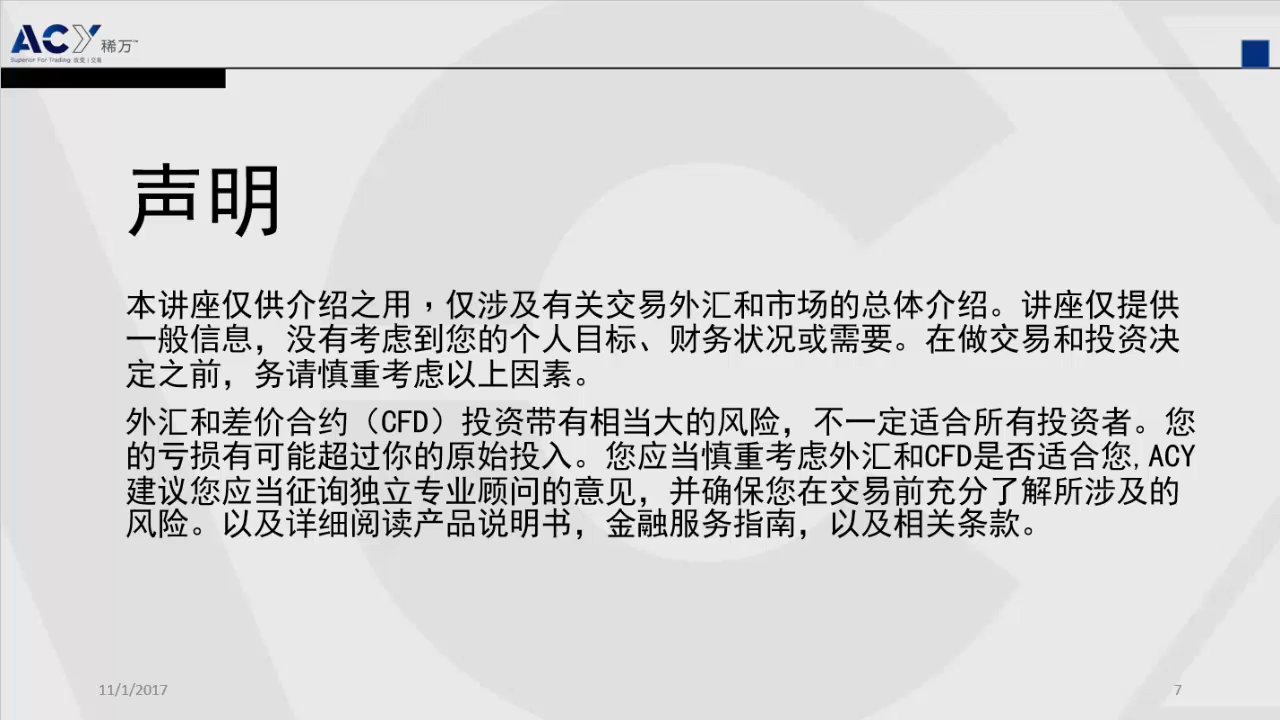 ACY 稀万™
Superior For Trading 改变 | 交易
声明
本讲座仅供介绍之用，仅涉及有关交易外汇和市场的总体介绍。讲座仅提供
一般信息，没有考虑到您的个人目标、财务状况或需要。在做交易和投资决
定之前，务请慎重考虑以上因素。
外汇和差价合约（CFD）投资带有相当大的风险，不一定适合所有投资者。您
的亏损有可能超过你的原始投入。您应当慎重考虑外汇和CFD是否适合您,ACY
建议您应当征询独立专业顾问的意见，并确保您在交易前充分了解所涉及的
风险。以及详细阅读产品说明书，金融服务指南，以及相关条款。
11/1/2017
7